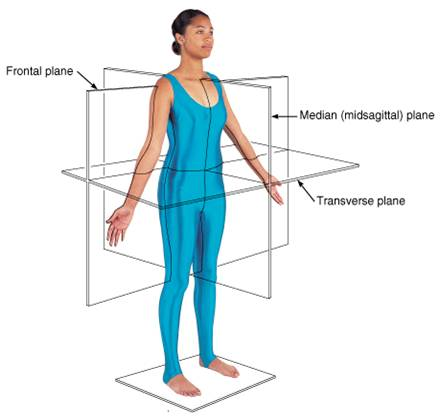 Frontal plane
Median (midsagittal) plane
Transverse plane